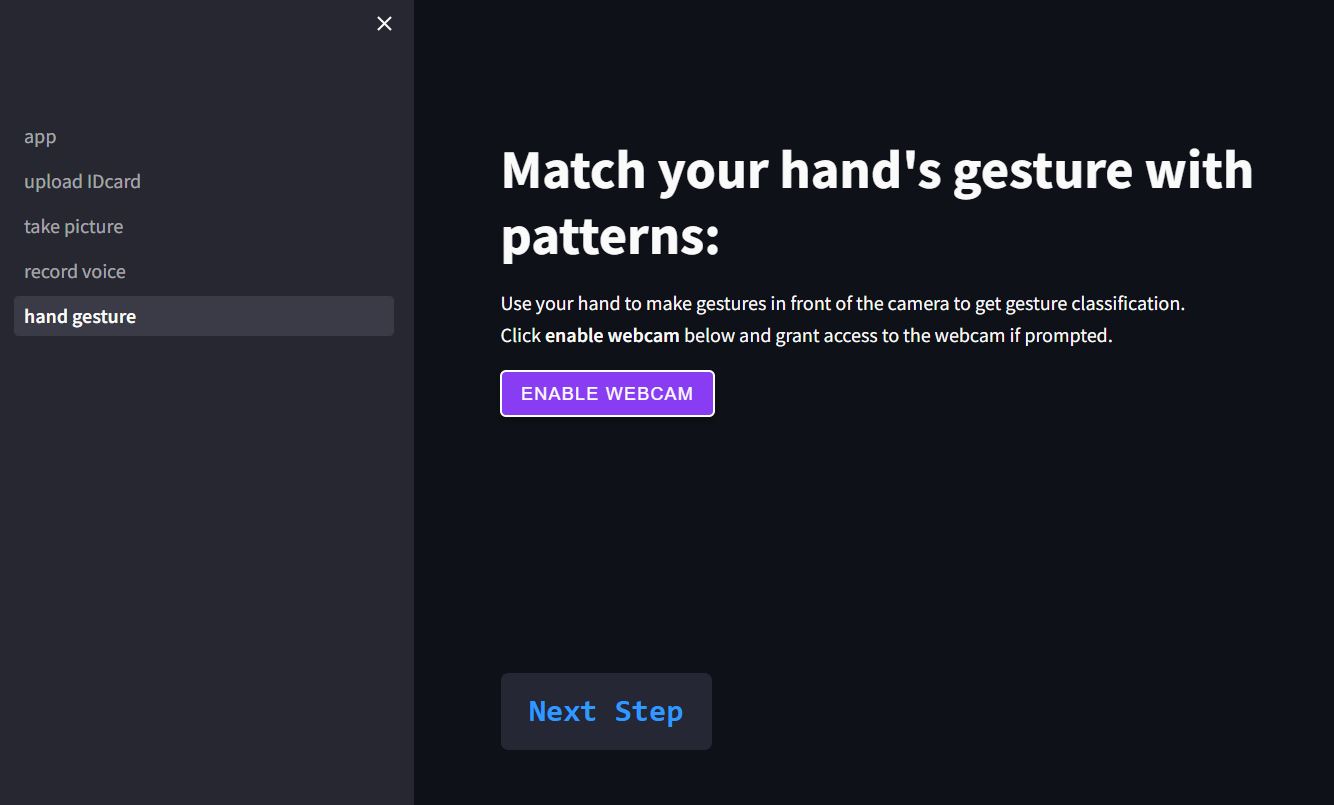 app
upload IDcard
take picture
record voice
hand gesture
Match your hand's gesture with
patterns:
Use your hand to make gestures in front of the camera to get gesture classification.
Click enable webcam below and grant access to the webcam if prompted.
ENABLE WEBCAM
Next Step